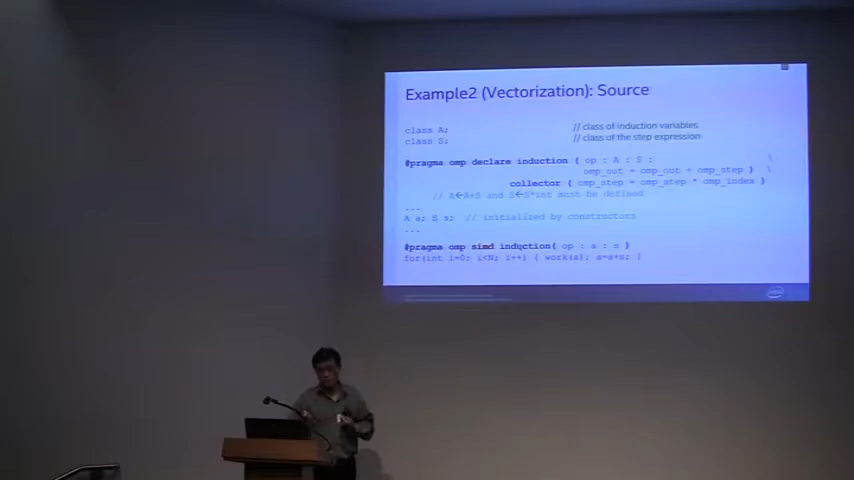 Example2 (Vectorization): Source
class A; // class of induction variables
class S; // class of the step expression
#pragma omp declare induction ( op : A : S : \
omp_out = omp_out + omp_step ) \
collector ( omp_step = omp_step * omp_index )
// A←A+S and S←S*int must be defined
...
A a; S s; // initialized by constructors
...
#pragma omp simd induction( op : a : s )
for(int i=0; i<N; i++) { work(a); a=a+s; }
intel